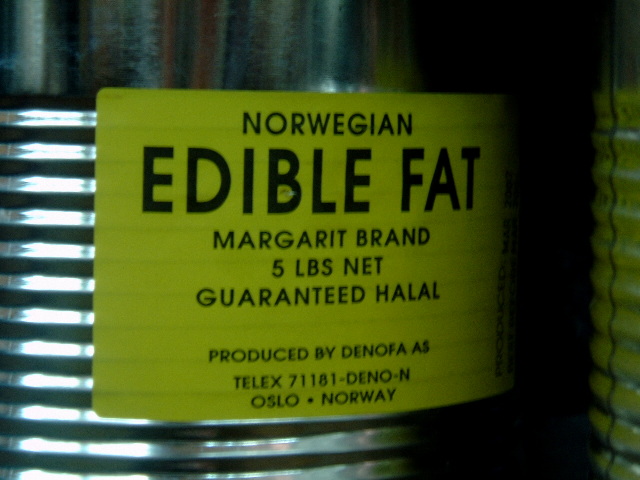 NORWEGIAN
EDIBLE FAT
MARGARIT BRAND
5 LBS NET
GUARANTEED HALAL
PRODUCED BY DENOFA AS
TELEX 71181-DENO-N
OSLO • NORWAY
PRODUCED: